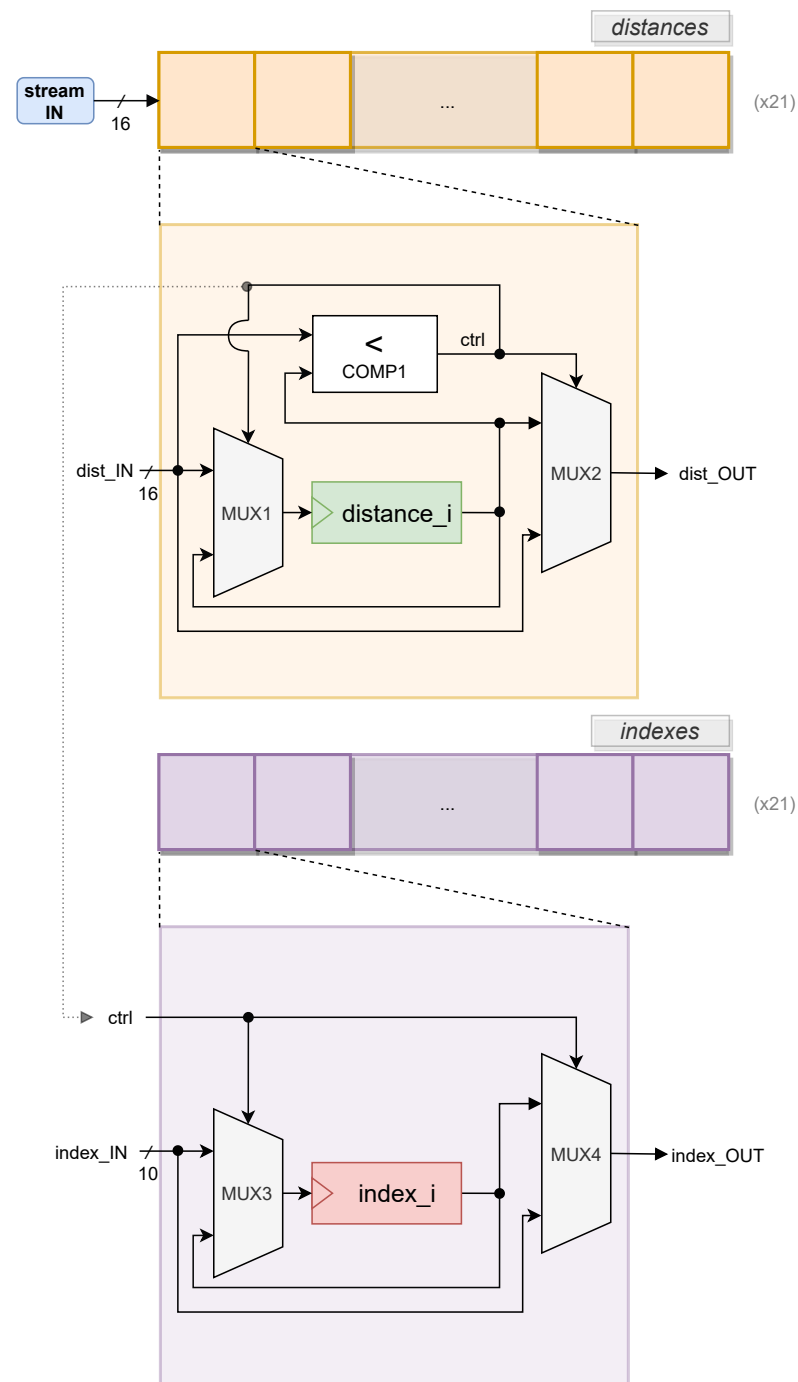 distances
stream
IN
16
...
(x21)
ctrl
<
COMP1
dist_IN
16
MUX1
distance_i
MUX2
dist_OUT
indexes
...
(x21)
ctrl
index_IN
10
MUX3
index_i
MUX4
index_OUT